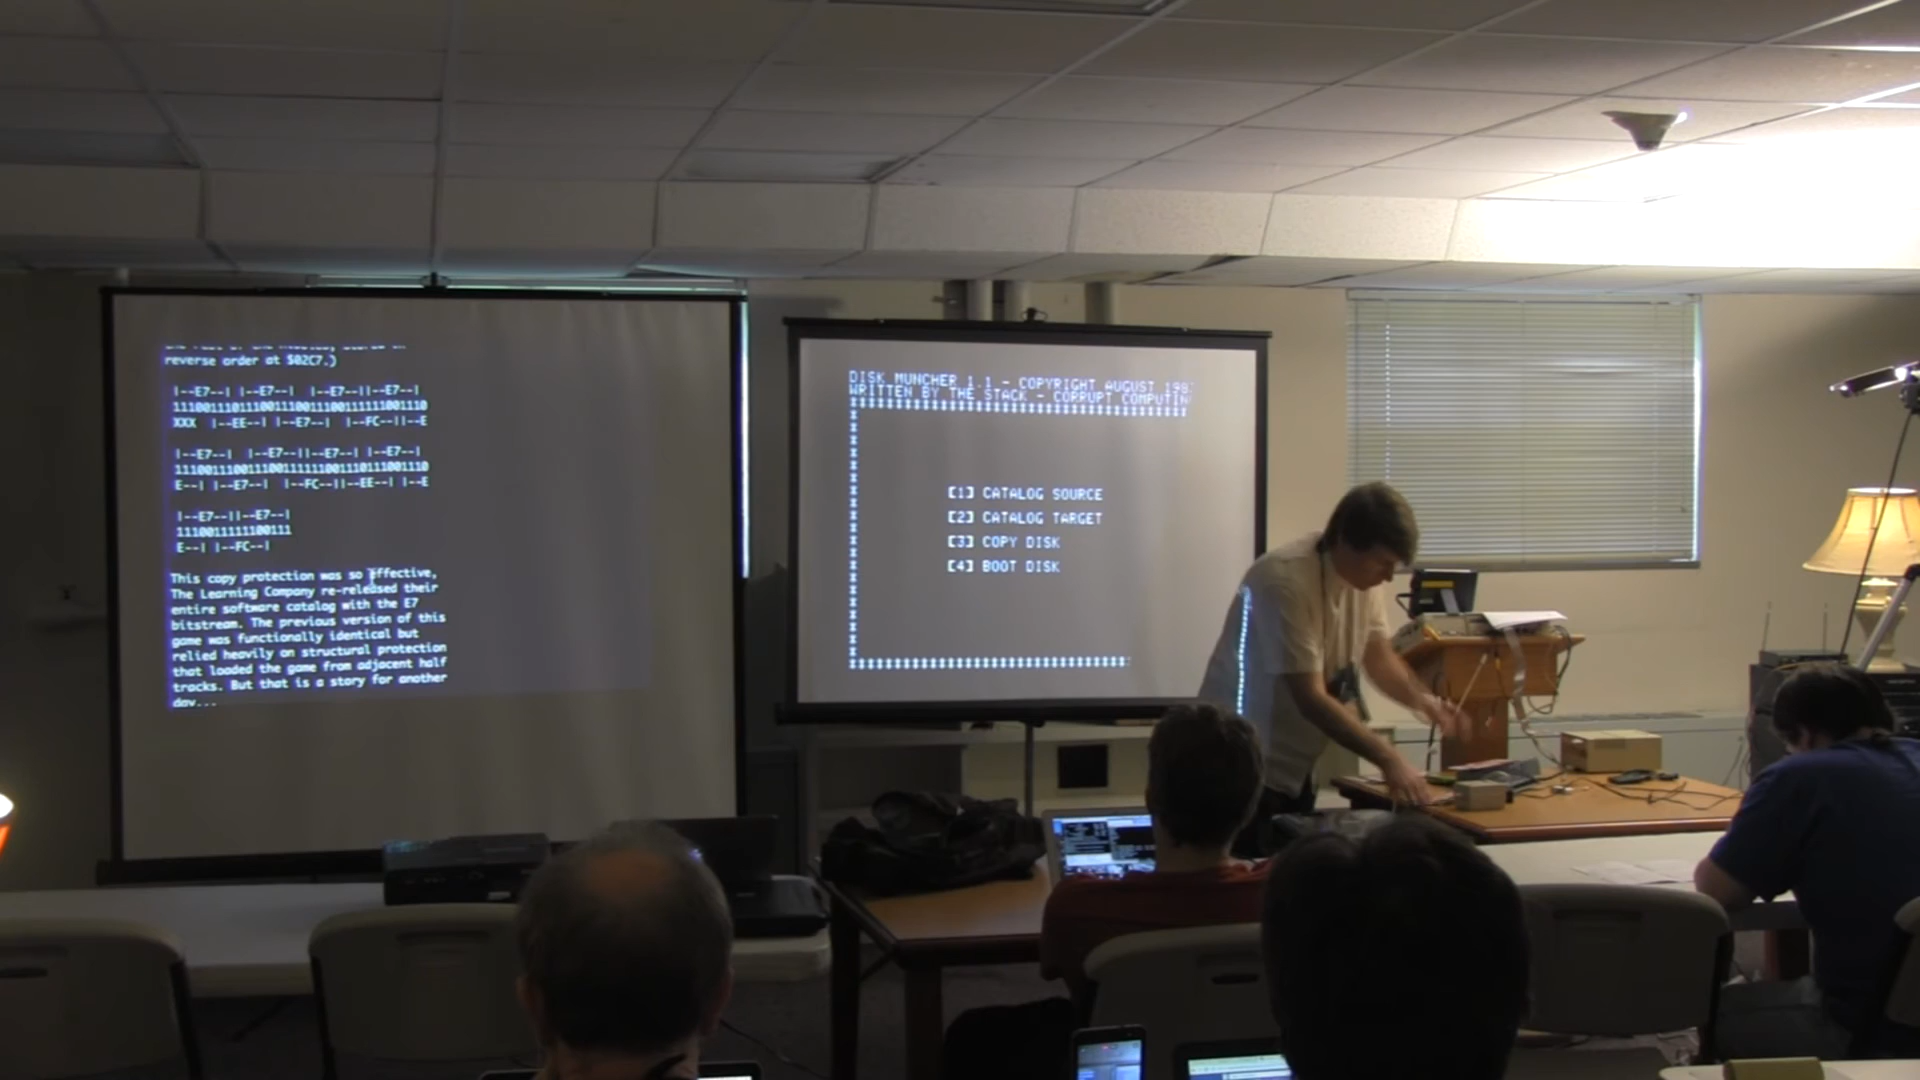 reverse order at $02C7.)
|--E7--| |--E7--| |--E7--||--E7--|
1110011101110011100111001111111001110
XXX |--EE--| |--E7--| |--FC--||--E
|--E7--| |--E7--||--E7--| |--E7--|
1110011100111001111110011101110011110
E--| |--E7--| |--FC--||--EE--| |--E
|--E7--||--E7--|
1110011111100111
E--| |--FC--|
This copy protection was so effective,
The Learning Company re-released their
entire software catalog with the E7
bitstream. The previous version of this
game was functionally identical but
relied heavily on structural protection
that loaded the game from adjacent half
tracks. But that is a story for another
day...
DISK MUNCHER 1.1 - COPYRIGHT AUGUST 198
WRITTEN BY THE STACK - CORRUPT COMPUTIN
[1] CATALOG SOURCE
[2] CATALOG TARGET
[3] COPY DISK
[4] BOOT DISK